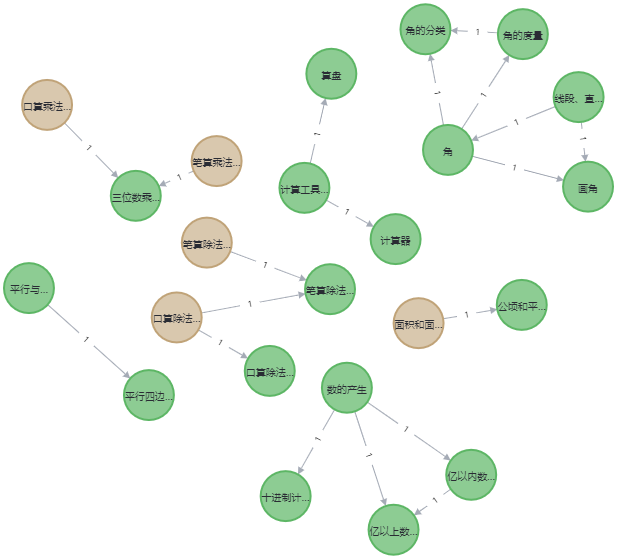 角的分类
1
角的度量
算盘
口算乘法...
线段、直...
1
1
1
1
1
1
角
笔算乘法...
1
1
画角
三位数乘...
1
计算工具...
1
笔算除法...
计算器
1
平行与...
笔算除法...
1
公顷和平...
口算除法...
面积和面...
1
1
1
口算除法...
数的产生
平行四边...
1
1
1
亿以内数...
十进制计...
1
亿以上数...